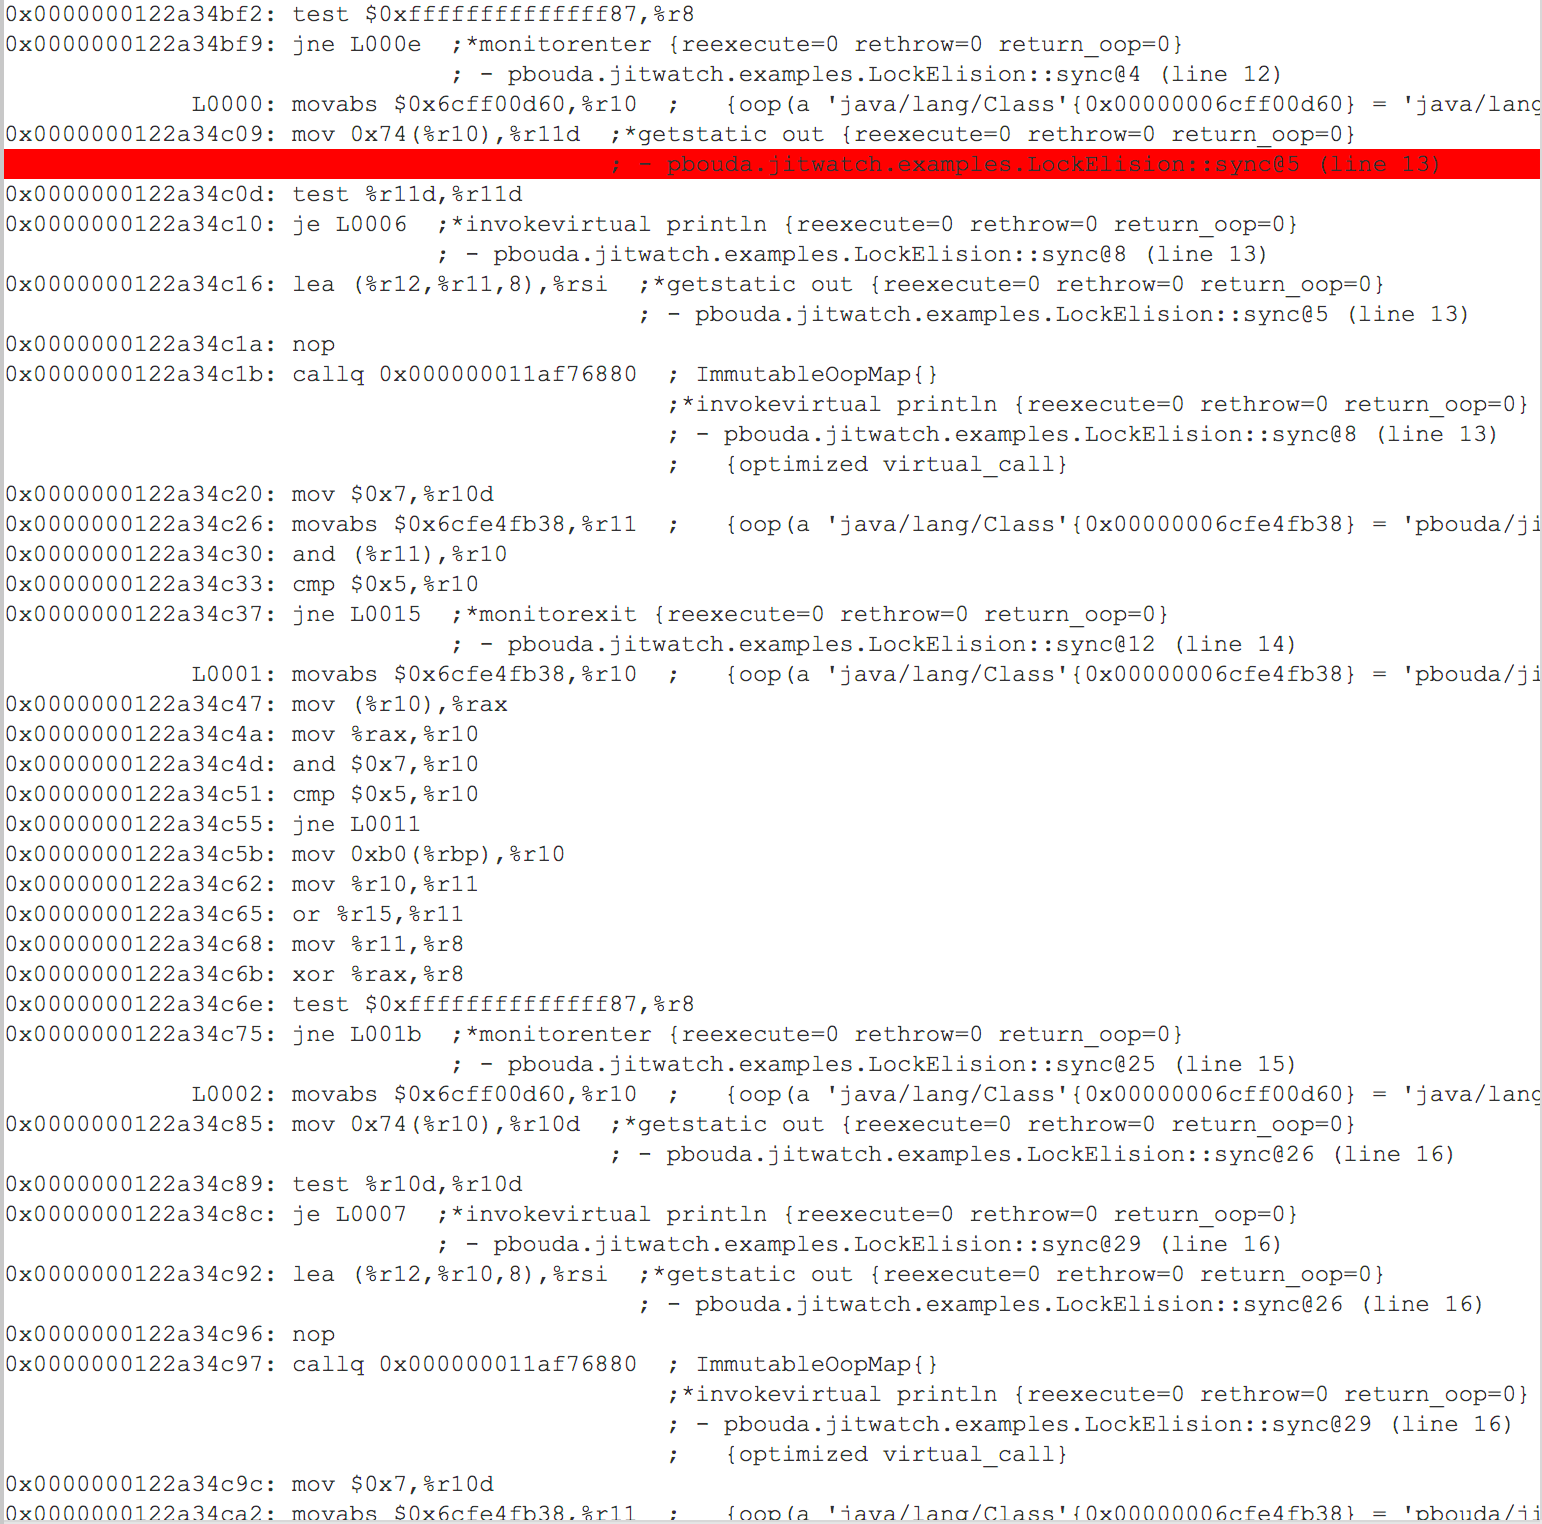 0x0000000122a34bf2: test $0xffffffffffffff87,%r8
0x0000000122a34bf9: jne L000e  ;*monitorenter {reexecute=0 rethrow=0 return_oop=0}
; - pbouda.jitwatch.examples.LockElision::sync@4 (line 12)
L0000: movabs $0x6cff00d60,%r10  ;   {oop(a 'java/lang/Class'{0x00000006cff00d60} = 'java/lang
0x0000000122a34c09: mov 0x74(%r10),%r11d  ;*getstatic out {reexecute=0 rethrow=0 return_oop=0}
; - pbouda.jitwatch.examples.LockElision::sync@5 (line 13)
0x0000000122a34c0d: test %r11d,%r11d
0x0000000122a34c10: je L0006  ;*invokevirtual println {reexecute=0 rethrow=0 return_oop=0}
; - pbouda.jitwatch.examples.LockElision::sync@8 (line 13)
0x0000000122a34c16: lea (%r12,%r11,8),%rsi  ;*getstatic out {reexecute=0 rethrow=0 return_oop=0}
; - pbouda.jitwatch.examples.LockElision::sync@5 (line 13)
0x0000000122a34c1a: nop
0x0000000122a34c1b: callq 0x000000011af76880  ; ImmutableOopMap{}
;*invokevirtual println {reexecute=0 rethrow=0 return_oop=0}
; - pbouda.jitwatch.examples.LockElision::sync@8 (line 13)
;   {optimized virtual_call}
0x0000000122a34c20: mov $0x7,%r10d
0x0000000122a34c26: movabs $0x6cfe4fb38,%r11  ;   {oop(a 'java/lang/Class'{0x00000006cfe4fb38} = 'pbouda/ji
0x0000000122a34c30: and (%r11),%r10
0x0000000122a34c33: cmp $0x5,%r10
0x0000000122a34c37: jne L0015  ;*monitorexit {reexecute=0 rethrow=0 return_oop=0}
; - pbouda.jitwatch.examples.LockElision::sync@12 (line 14)
L0001: movabs $0x6cfe4fb38,%r10  ;   {oop(a 'java/lang/Class'{0x00000006cfe4fb38} = 'pbouda/ji
0x0000000122a34c47: mov (%r10),%rax
0x0000000122a34c4a: mov %rax,%r10
0x0000000122a34c4d: and $0x7,%r10
0x0000000122a34c51: cmp $0x5,%r10
0x0000000122a34c55: jne L0011
0x0000000122a34c5b: mov 0xb0(%rbp),%r10
0x0000000122a34c62: mov %r10,%r11
0x0000000122a34c65: or %r15,%r11
0x0000000122a34c68: mov %r11,%r8
0x0000000122a34c6b: xor %rax,%r8
0x0000000122a34c6e: test $0xffffffffffffff87,%r8
0x0000000122a34c75: jne L001b  ;*monitorenter {reexecute=0 rethrow=0 return_oop=0}
; - pbouda.jitwatch.examples.LockElision::sync@25 (line 15)
L0002: movabs $0x6cff00d60,%r10  ;   {oop(a 'java/lang/Class'{0x00000006cff00d60} = 'java/lang
0x0000000122a34c85: mov 0x74(%r10),%r10d  ;*getstatic out {reexecute=0 rethrow=0 return_oop=0}
; - pbouda.jitwatch.examples.LockElision::sync@26 (line 16)
0x0000000122a34c89: test %r10d,%r10d
0x0000000122a34c8c: je L0007  ;*invokevirtual println {reexecute=0 rethrow=0 return_oop=0}
; - pbouda.jitwatch.examples.LockElision::sync@29 (line 16)
0x0000000122a34c92: lea (%r12,%r10,8),%rsi  ;*getstatic out {reexecute=0 rethrow=0 return_oop=0}
; - pbouda.jitwatch.examples.LockElision::sync@26 (line 16)
0x0000000122a34c96: nop
0x0000000122a34c97: callq 0x000000011af76880  ; ImmutableOopMap{}
;*invokevirtual println {reexecute=0 rethrow=0 return_oop=0}
; - pbouda.jitwatch.examples.LockElision::sync@29 (line 16)
;   {optimized virtual_call}
0x0000000122a34c9c: mov $0x7,%r10d
0x0000000122a34ca2: movabs $0x6cfe4fb38,%r11  ;   {oop(a 'java/lang/Class'{0x00000006cfe4fb38} = 'pbouda/ji